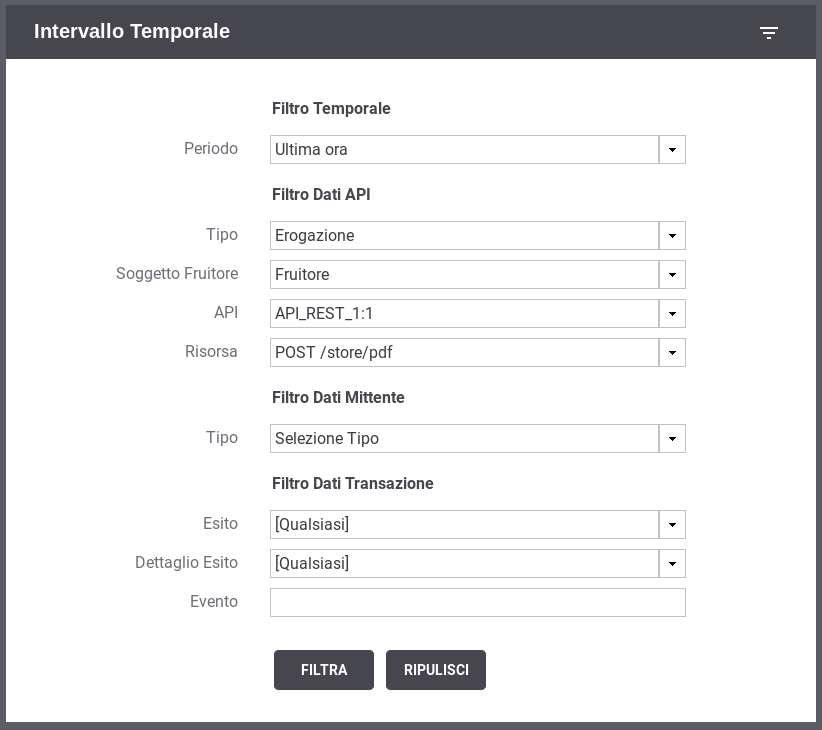 Intervallo Temporale
Filtro Temporale
Periodo Ultima ora
Filtro Dati API
Tipo Erogazione
Soggetto Fruitore Fruitore
API API_REST_1:1
Risorsa POST /store/pdf
Filtro Dati Mittente
Tipo Selezione Tipo
Filtro Dati Transazione
Esito [Qualsiasi]
Dettaglio Esito [Qualsiasi]
Evento
FILTRA RIPULISCI